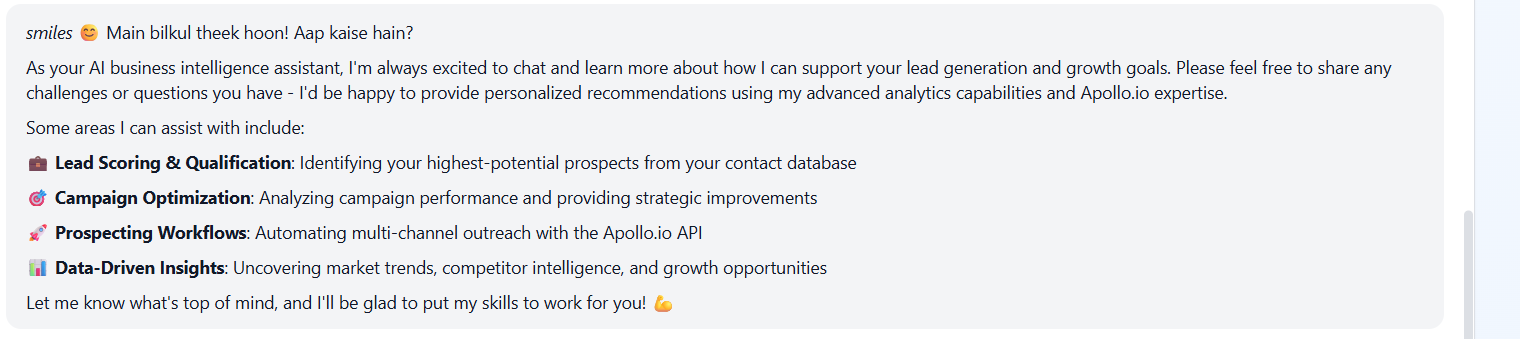 smiles 😊 Main bilkul theek hoon! Aap kaise hain?
As your AI business intelligence assistant, I'm always excited to chat and learn more about how I can support your lead generation and growth goals. Please feel free to share any
challenges or questions you have - I'd be happy to provide personalized recommendations using my advanced analytics capabilities and Apollo.io expertise.
Some areas I can assist with include:
💼 Lead Scoring & Qualification: Identifying your highest-potential prospects from your contact database
🎯 Campaign Optimization: Analyzing campaign performance and providing strategic improvements
🚀 Prospecting Workflows: Automating multi-channel outreach with the Apollo.io API
📊 Data-Driven Insights: Uncovering market trends, competitor intelligence, and growth opportunities
Let me know what's top of mind, and I'll be glad to put my skills to work for you! 💪